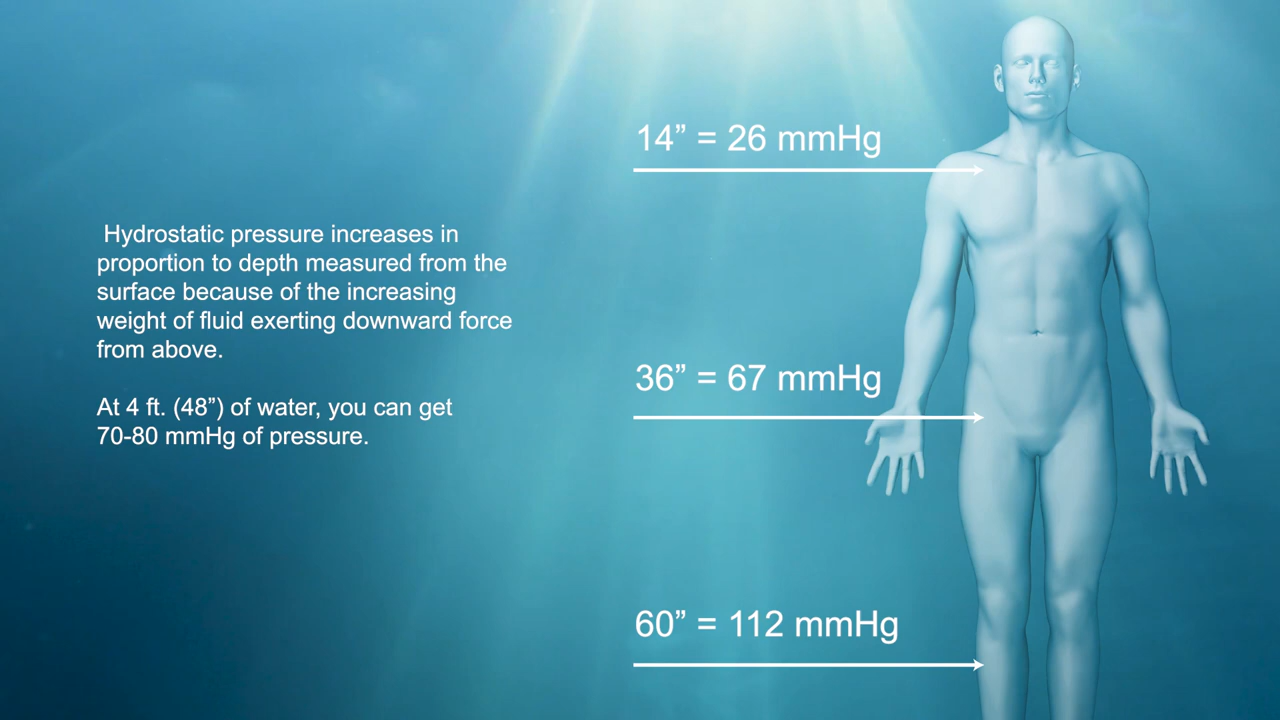 14” = 26 mmHg
Hydrostatic pressure increases in
proportion to depth measured from the
surface because of the increasing
weight of fluid exerting downward force
from above.
At 4 ft. (48”) of water, you can get
70-80 mmHg of pressure.
36” = 67 mmHg
60” = 112 mmHg